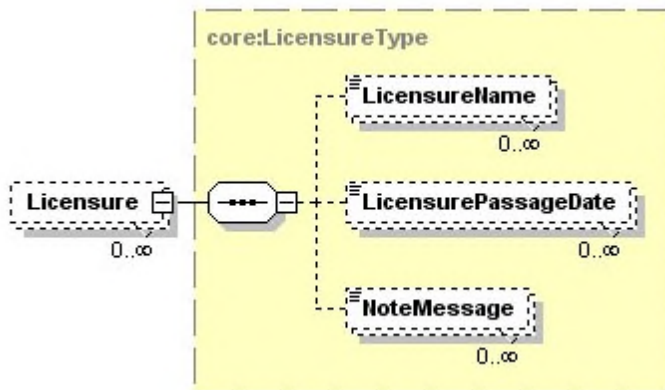 core:LicensureType
LicensureName
0..∞
Licensure
0..∞
LicensurePassageDate
0..∞
NoteMessage
0..∞